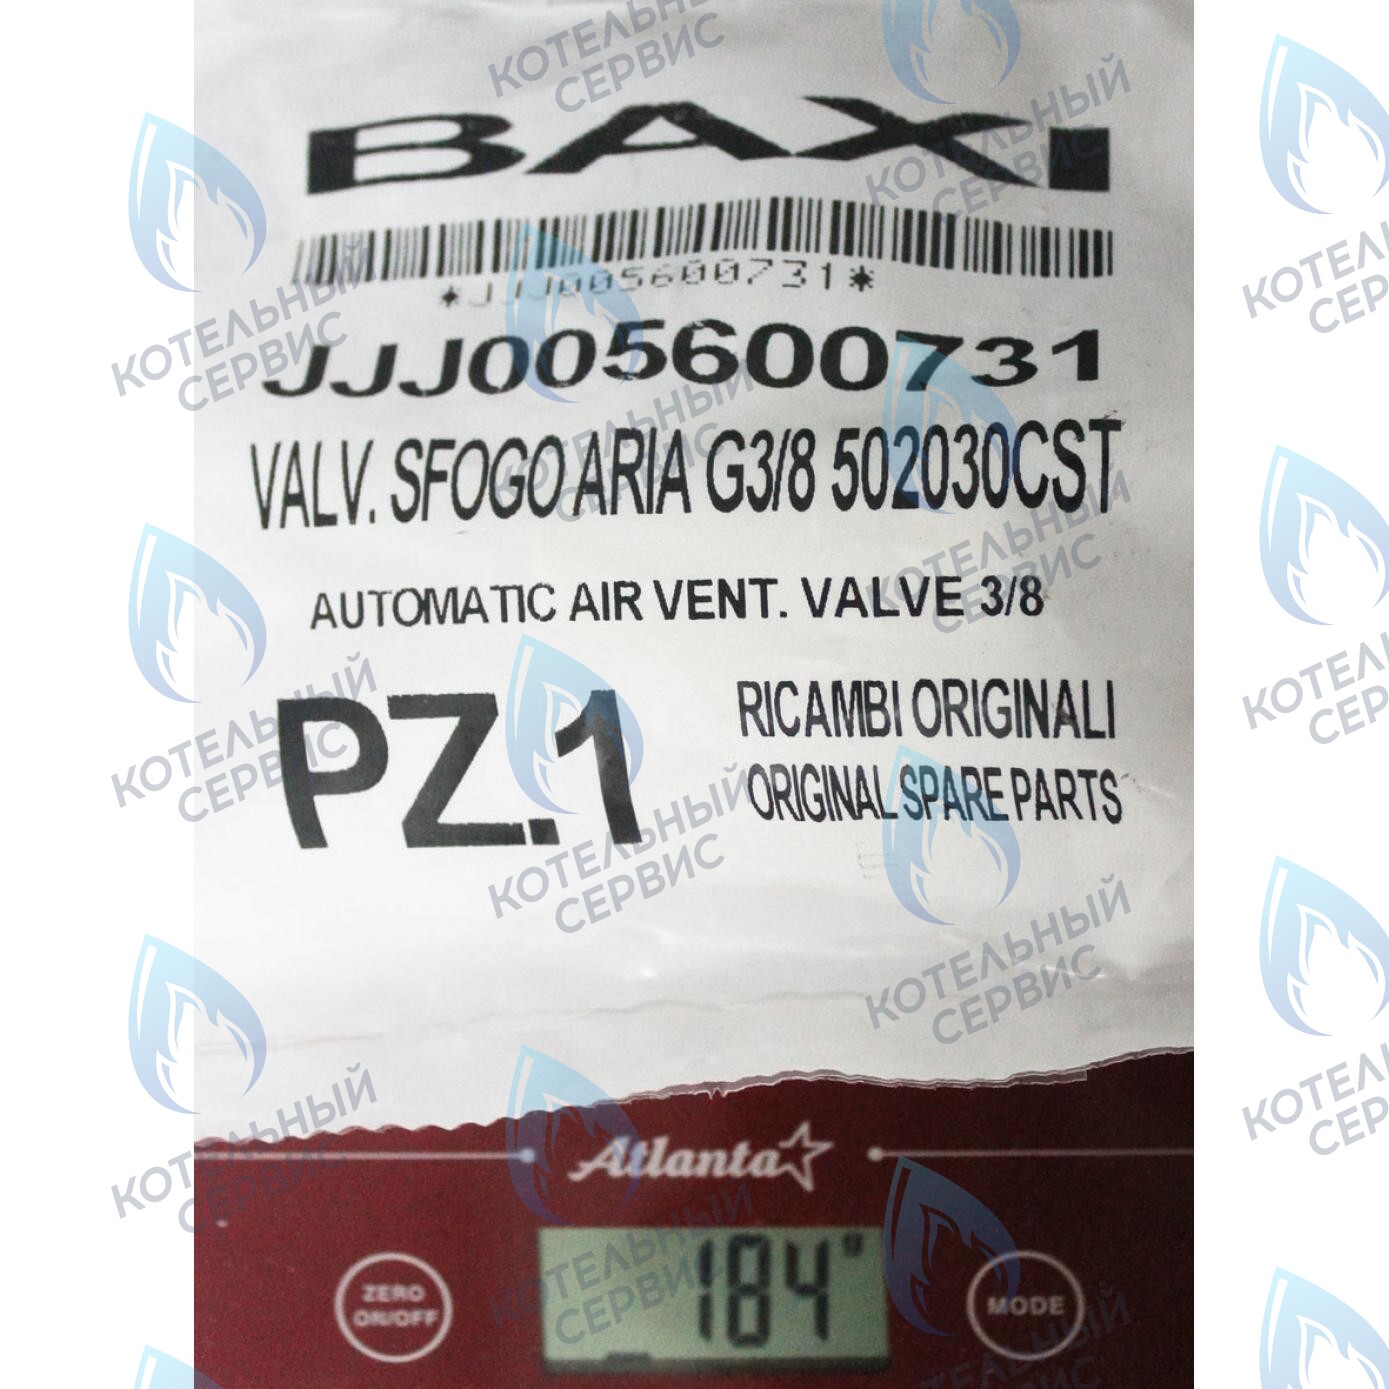 BAXI
*JJJ005600731*
JJJ005600731
VALV. SFOGO ARIA G3/8 502030CST
AUTOMATIC AIR VENT. VALVE 3/8
PZ.1
RICAMBI ORIGINALI
ORIGINAL SPARE PARTS
Atlanta
184 g
ZERO
ON/OFF
MODE
КОТЕЛЬНЫЙ
СЕРВИС